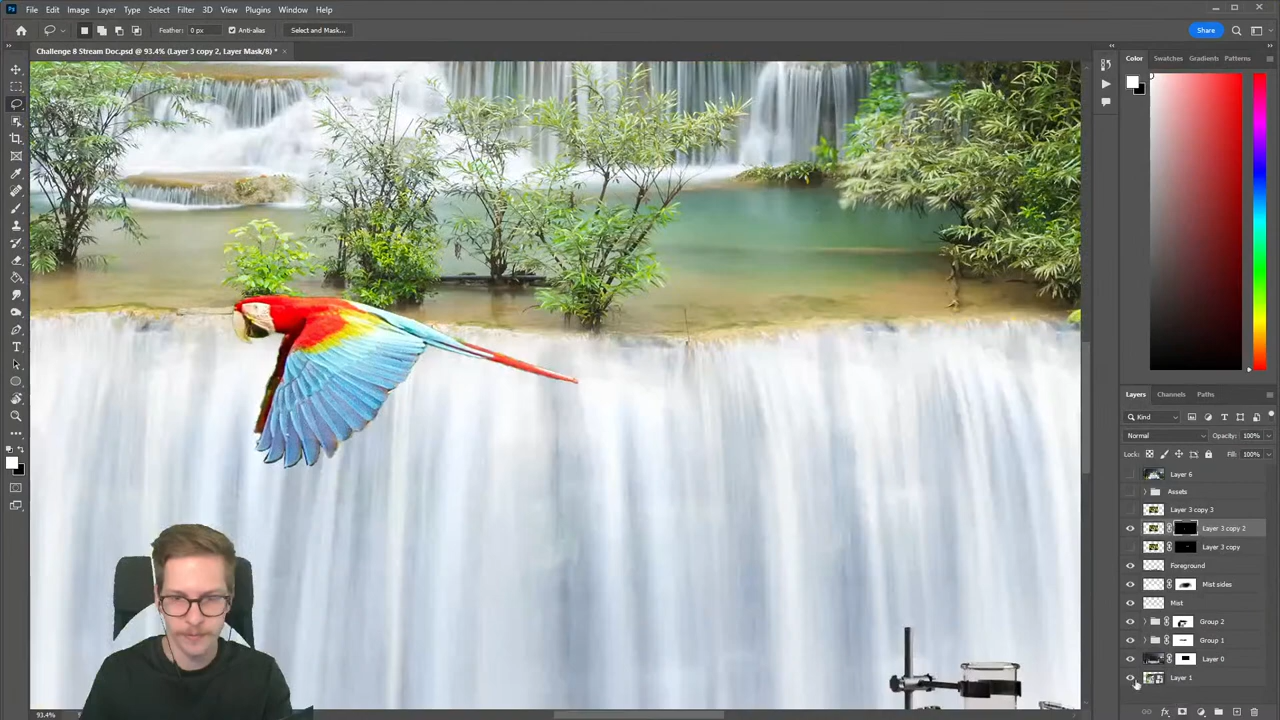 File Edit Image Layer Type Select Filter 3D View Plugins Window Help
Feather: 0 px Anti-alias Select and Mask... Share
Challenge 8 Stream Doc.psd @ 93.4% (Layer 3 copy 2, Layer Mask/8) *
Color Swatches Gradients Patterns
Layers Channels Paths
Kind
Normal Opacity: 100%
Lock: Fill: 100%
Layer 6
Assets
Layer 3 copy 3
Layer 3 copy 2
Layer 3 copy
Foreground
Mist sides
Mist
Group 2
Group 1
Layer 0
Layer 1
93.4%